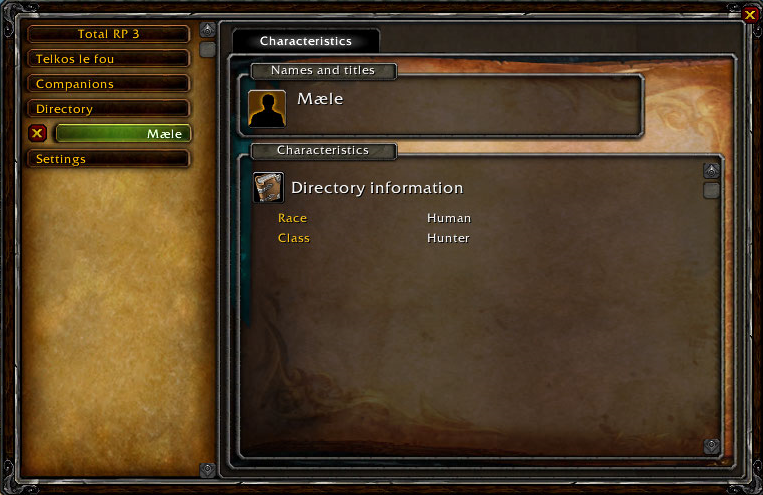 Total RP 3
Telkos le fou
Companions
Directory
Mæle
Settings
Characteristics
Names and titles
Mæle
Characteristics
Directory information
Race Human
Class Hunter